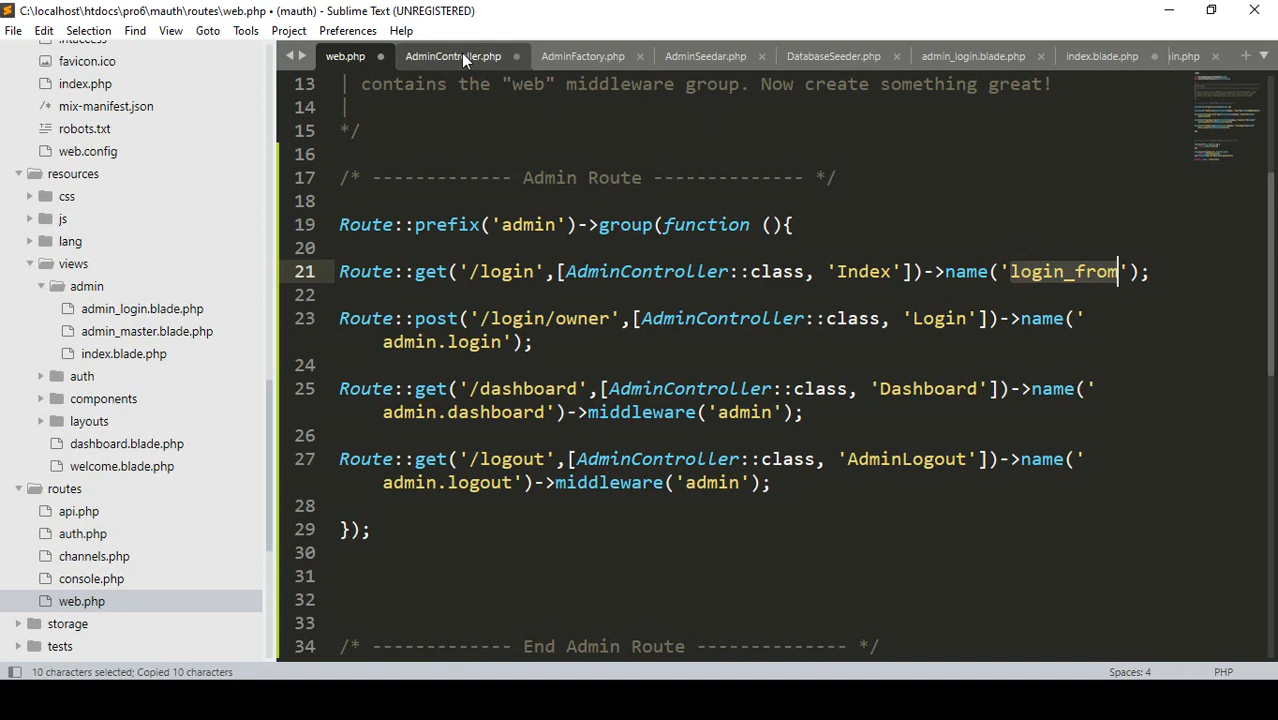 C:\localhost\htdocs\pro6\mauth\routes\web.php • (mauth) - Sublime Text (UNREGISTERED)
File Edit Selection Find View Goto Tools Project Preferences Help
web.php AdminController.php AdminFactory.php AdminSeedar.php DatabaseSeeder.php admin_login.blade.php index.blade.php in.php
.htaccess
favicon.ico
index.php
mix-manifest.json
robots.txt
web.config
resources
css
js
lang
views
admin
admin_login.blade.php
admin_master.blade.php
index.blade.php
auth
components
layouts
dashboard.blade.php
welcome.blade.php
routes
api.php
auth.php
channels.php
console.php
web.php
storage
tests
13 | contains the "web" middleware group. Now create something great!
14 |
15 */
16
17 /* ------------- Admin Route -------------- */
18
19 Route::prefix('admin')->group(function (){
20
21 Route::get('/login',[AdminController::class, 'Index'])->name('login_from');
22
23 Route::post('/login/owner',[AdminController::class, 'Login'])->name('
admin.login');
24
25 Route::get('/dashboard',[AdminController::class, 'Dashboard'])->name('
admin.dashboard')->middleware('admin');
26
27 Route::get('/logout',[AdminController::class, 'AdminLogout'])->name('
admin.logout')->middleware('admin');
28
29 });
30
31
32
33
34 /* ------------- End Admin Route -------------- */
10 characters selected; Copied 10 characters Spaces: 4 PHP